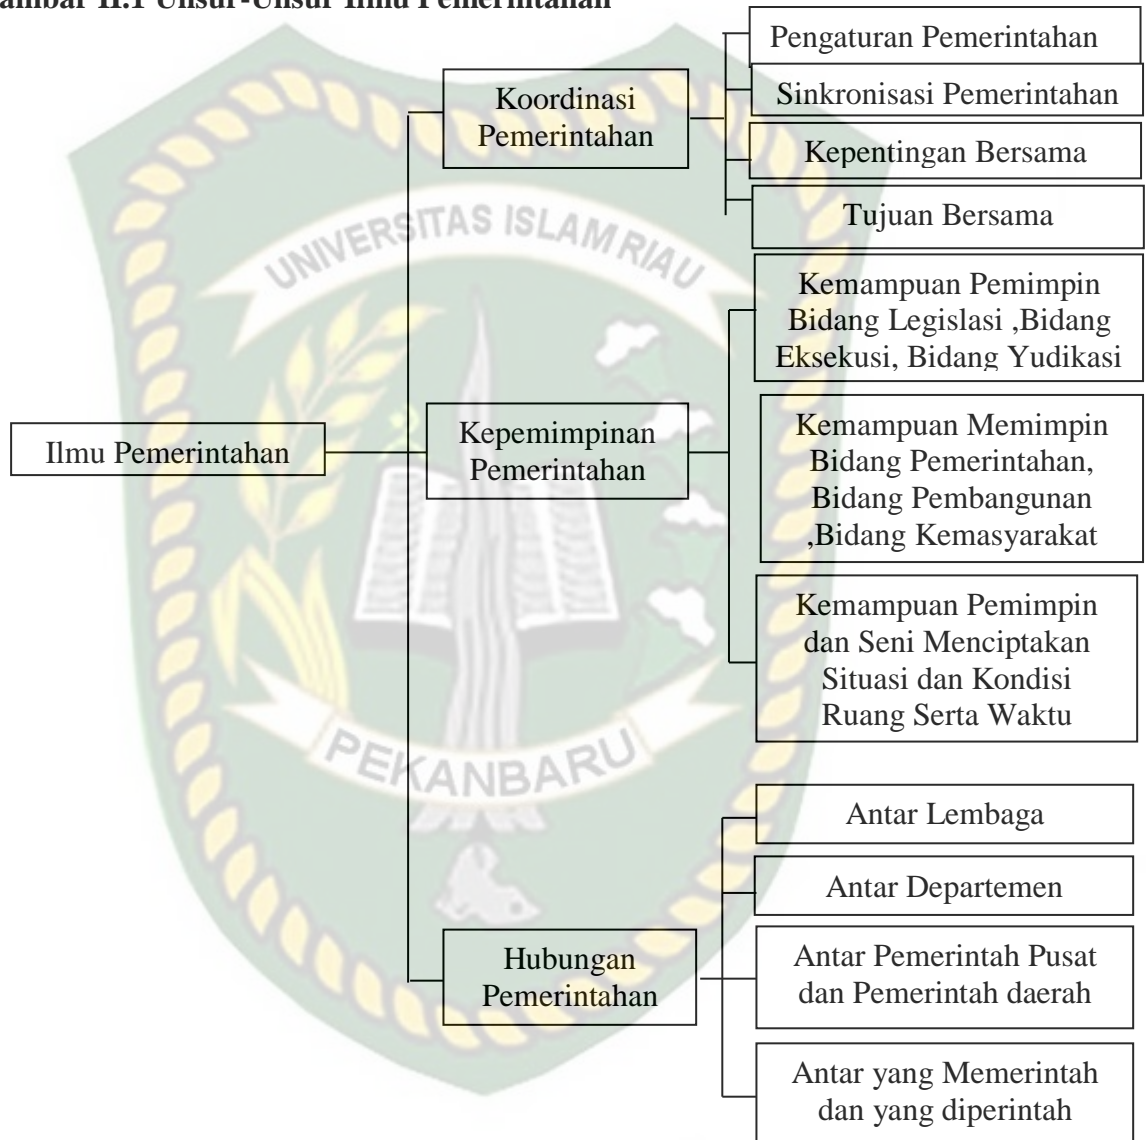 ambar II.1 Unsur-Unsur Ilmu Pemerintahan
Ilmu Pemerintahan
Koordinasi
Pemerintahan
Pengaturan Pemerintahan
Sinkronisasi Pemerintahan
Kepentingan Bersama
Tujuan Bersama
Kepemimpinan
Pemerintahan
Kemampuan Pemimpin
Bidang Legislasi ,Bidang
Eksekusi, Bidang Yudikasi
Kemampuan Memimpin
Bidang Pemerintahan,
Bidang Pembangunan
,Bidang Kemasyarakat
Kemampuan Pemimpin
dan Seni Menciptakan
Situasi dan Kondisi
Ruang Serta Waktu
Hubungan
Pemerintahan
Antar Lembaga
Antar Departemen
Antar Pemerintah Pusat
dan Pemerintah daerah
Antar yang Memerintah
dan yang diperintah
UNIVERSITAS ISLAM RIAU
PEKANBARU